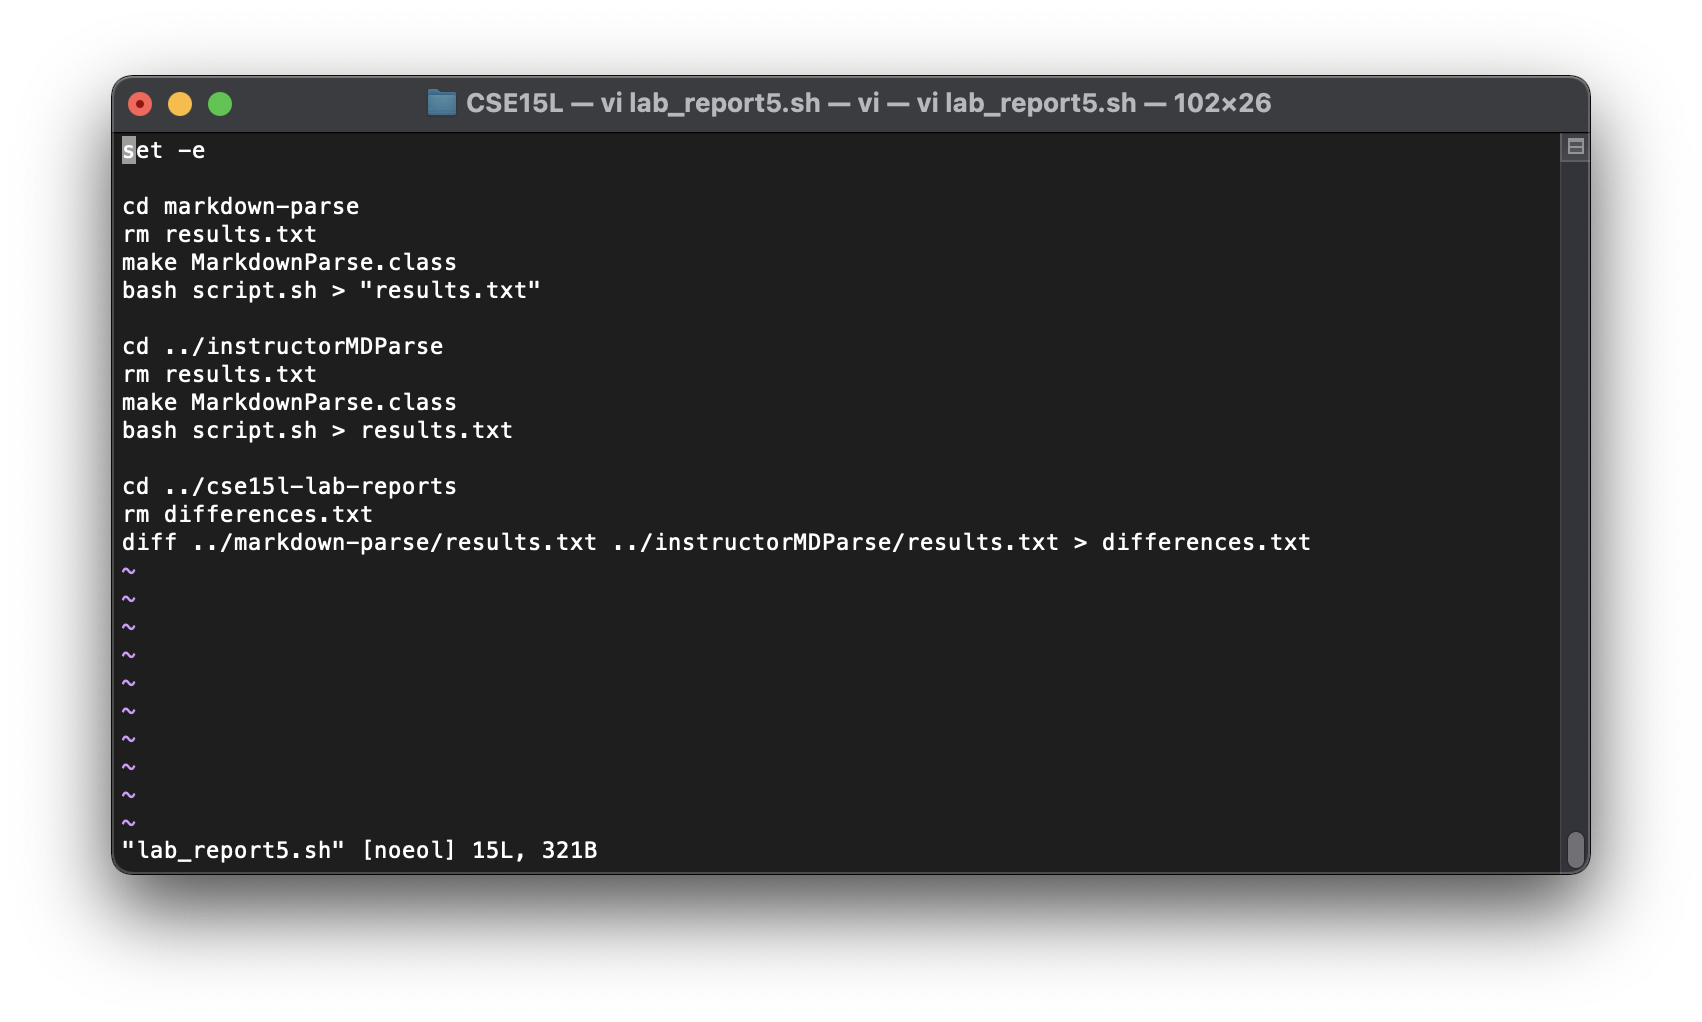 CSE15L — vi lab_report5.sh — vi — vi lab_report5.sh — 102×26
set -e
cd markdown-parse
rm results.txt
make MarkdownParse.class
bash script.sh > "results.txt"
cd ../instructorMDParse
rm results.txt
make MarkdownParse.class
bash script.sh > results.txt
cd ../cse15l-lab-reports
rm differences.txt
diff ../markdown-parse/results.txt ../instructorMDParse/results.txt > differences.txt
~
~
~
~
~
~
~
~
~
~
"lab_report5.sh" [noeol] 15L, 321B